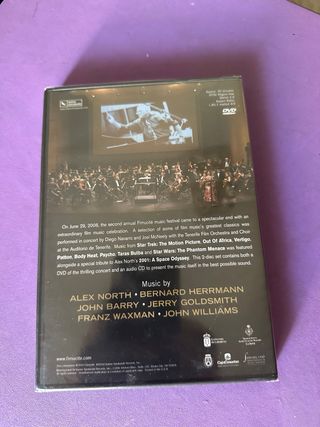 DVD
On June 29, 2008, the second annual Fimucité music festival came to a spectacular end with an
extraordinary film music celebration. A selection of some of film music's greatest classics was
performed in concert by Diego Navarro and Joel McNeely with the Tenerife Film Orchestra and Choir
at the Auditorio de Tenerife. Music from Star Trek: The Motion Picture, Out Of Africa, Vertigo,
Patton, Body Heat, Psycho, Taras Bulba and Star Wars: The Phantom Menace was featured
alongside a special tribute to Alex North's 2001: A Space Odyssey. This 2-disc set contains both a
DVD of the thrilling concert and an audio CD to present the music in the best possible sound.
Music by
ALEX NORTH • BERNARD HERRMANN
JOHN BARRY • JERRY GOLDSMITH
FRANZ WAXMAN • JOHN WILLIAMS
www.fimucite.com